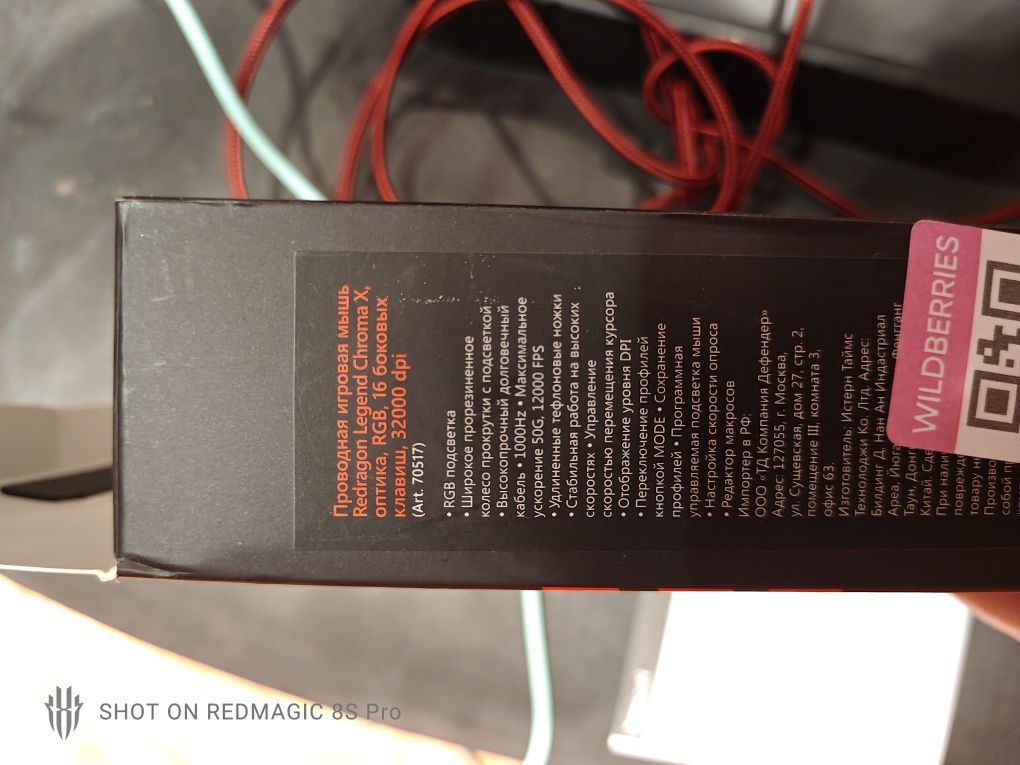 Проводная игровая мышь
Redragon Legend Chroma X,
оптика, RGB, 16 боковых
клавиш, 32000 dpi
(Art. 70517)
• RGB подсветка
• Широкое прорезиненное
колесо прокрутки с подсветкой
• Высокопрочный долговечный
кабель • 1000Hz • Максимальное
ускорение 50G, 12000 FPS
• Удлиненные тефлоновые ножки
• Стабильная работа на высоких
скоростях • Управление
скоростью перемещения курсора
• Отображение уровня DPI
• Переключение профилей
кнопкой MODE • Сохранение
профилей • Программная
управляемая подсветка мыши
• Настройка скорости опроса
• Редактор макросов
Импортер в РФ:
ООО «ТД Компания Дефендер»
Адрес: 127055, г. Москва,
ул. Сущевская, дом 27, стр. 2,
помещение III, комната 3,
офис 63.
Изготовитель: Истерн Таймс
Технолоджи Ко. Лтд. Адрес:
Билдинг Д, Нан Ан Индастриал
Ареа,
Таун,
Китай.
При
товару
WILDBERRIES
SHOT ON REDMAGIC 8S Pro